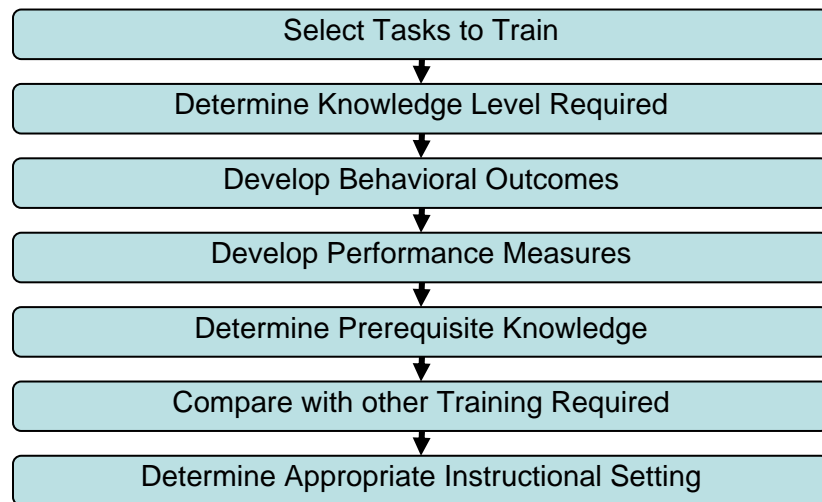 Select Tasks to Train
Determine Knowledge Level Required
Develop Behavioral Outcomes
Develop Performance Measures
Determine Prerequisite Knowledge
Compare with other Training Required
Determine Appropriate Instructional Setting